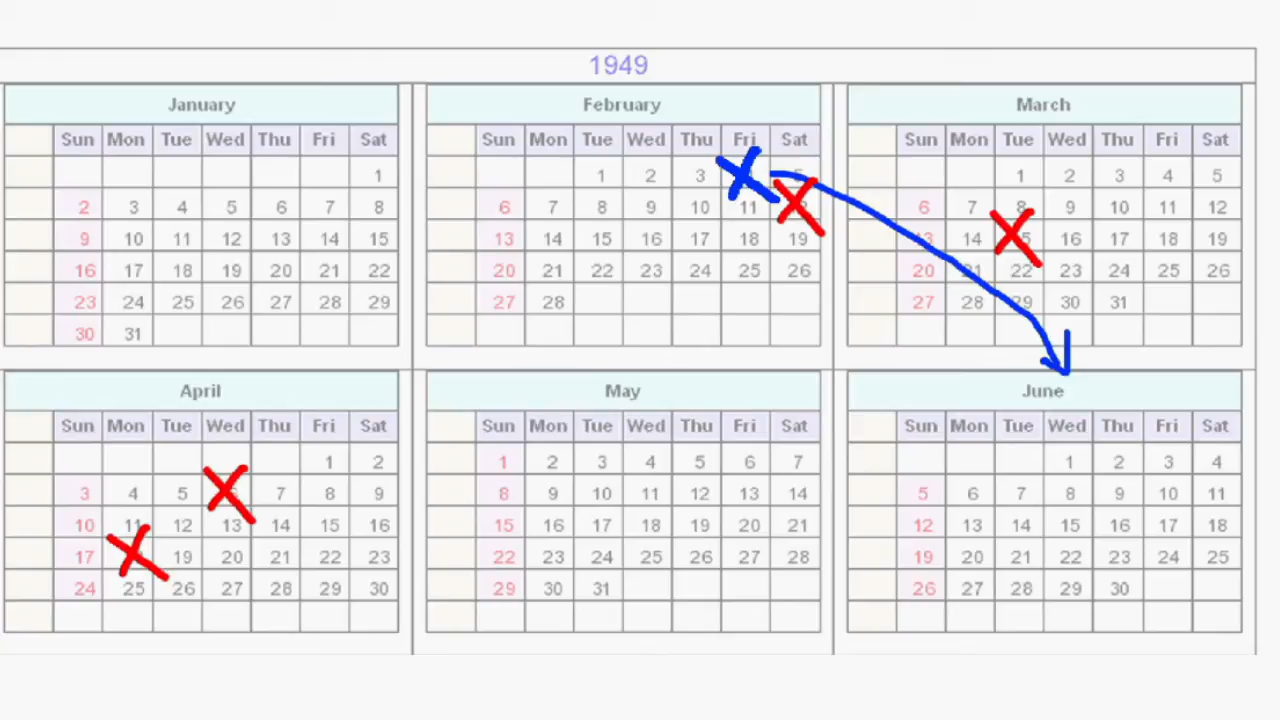 1949
January February March
Sun Mon Tue Wed Thu Fri Sat Sun Mon Tue Wed Thu Fri Sat Sun Mon Tue Wed Thu Fri Sat
1 1 2 3 1 2 3 4 5
2 3 4 5 6 7 8 6 7 8 9 10 11 6 7 8 9 10 11 12
9 10 11 12 13 14 15 13 14 15 16 17 18 19 13 14 16 17 18 19
16 17 18 19 20 21 22 20 21 22 23 24 25 26 20 21 22 23 24 25 26
23 24 25 26 27 28 29 27 28 27 28 29 30 31
30 31
April May June
Sun Mon Tue Wed Thu Fri Sat Sun Mon Tue Wed Thu Fri Sat Sun Mon Tue Wed Thu Fri Sat
1 2 1 2 3 4 5 6 7 1 2 3 4
3 4 5 7 8 9 8 9 10 11 12 13 14 5 6 7 8 9 10 11
10 11 12 13 14 15 16 15 16 17 18 19 20 21 12 13 14 15 16 17 18
17 19 20 21 22 23 22 23 24 25 26 27 28 19 20 21 22 23 24 25
24 25 26 27 28 29 30 29 30 31 26 27 28 29 30